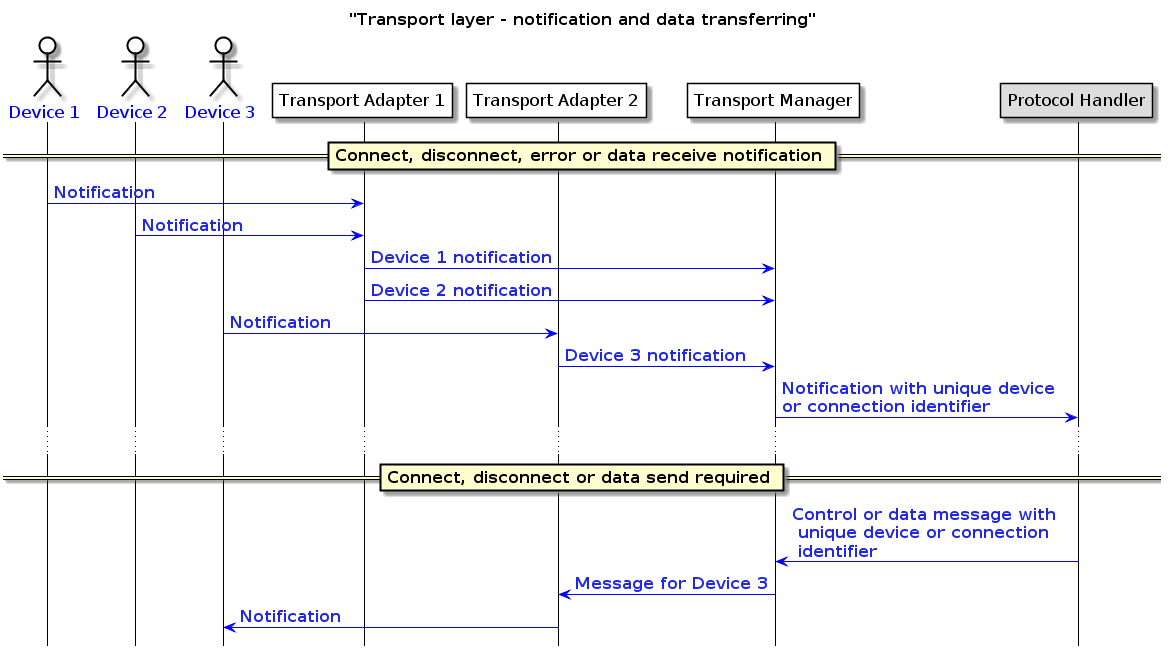 "Transport layer - notification and data transferring"
Device 1
Device 2
Device 3
Transport Adapter 1
Transport Adapter 2
Transport Manager
Protocol Handler
Connect, disconnect, error or data receive notification
Notification
Notification
Device 1 notification
Device 2 notification
Notification
Device 3 notification
Notification with unique device
or connection identifier
Connect, disconnect or data send required
Control or data message with
unique device or connection
identifier
Message for Device 3
Notification